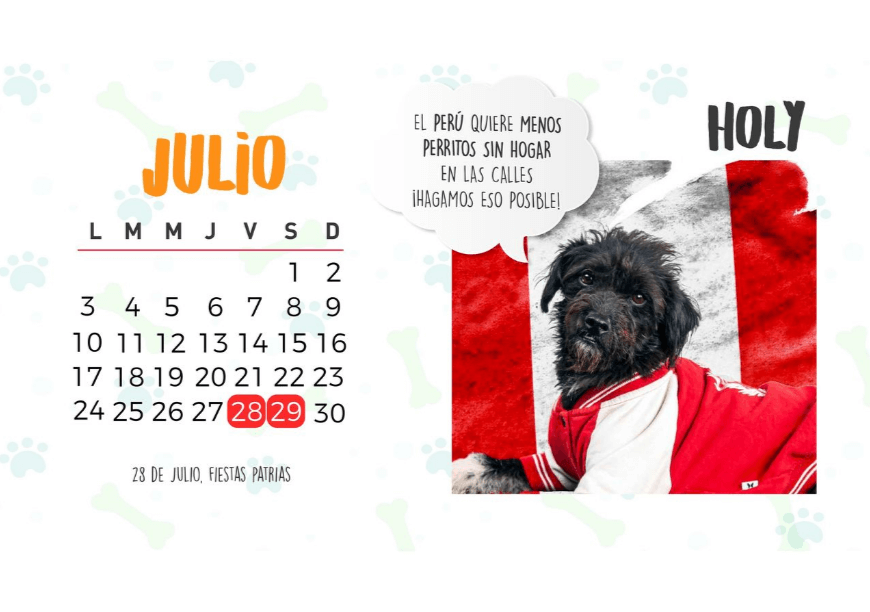 JULIO
L M M J V S D
1 2
3 4 5 6 7 8 9
10 11 12 13 14 15 16
17 18 19 20 21 22 23
24 25 26 27 28 29 30
28 DE JULIO, FIESTAS PATRIAS
EL PERÚ QUIERE MENOS
PERRITOS SIN HOGAR
EN LAS CALLES
¡HAGAMOS ESO POSIBLE!
HOLY